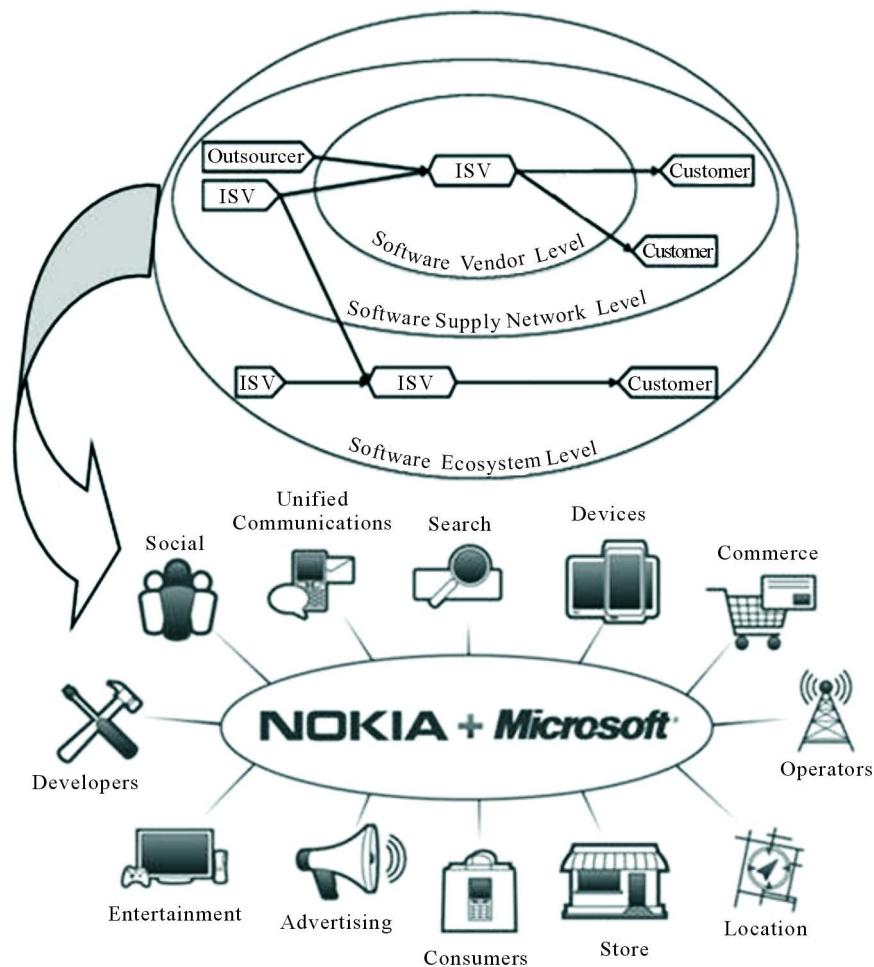 Outsourcer
ISV
Customer
ISV
Customer
Software Vendor Level
Software Supply Network Level
ISV
ISV
Customer
Software Ecosystem Level
Unified
Communications
Search
Devices
Social
Commerce
NOKIA + Microsoft
Developers
Operators
Entertainment
Advertising
Consumers
Store
Location